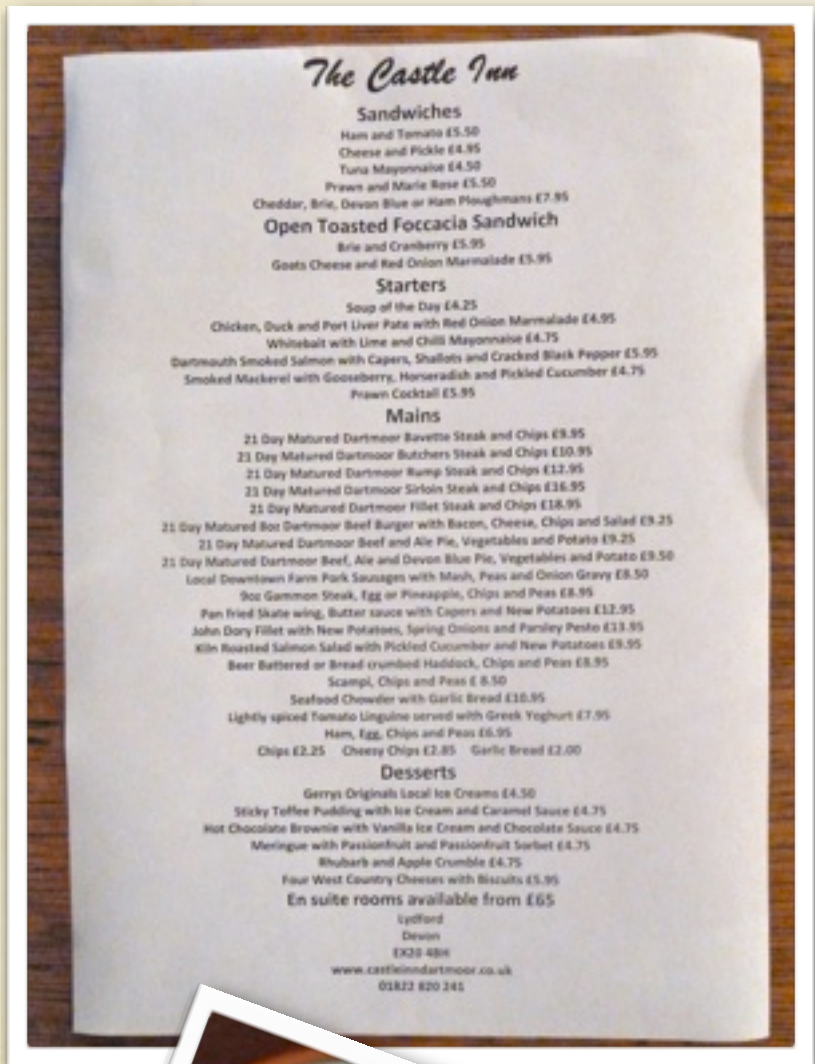 The Castle Inn
Sandwiches
Ham and Tomato £5.50
Cheese and Pickle £4.95
Tuna Mayonnaise £4.50
Prawn and Marie Rose £5.50
Cheddar, Brie, Devon Blue or Ham Ploughmans £7.95
Open Toasted Foccacia Sandwich
Brie and Cranberry £5.95
Goats Cheese and Red Onion Marmalade £5.95
Starters
Soup of the Day £4.25
Chicken, Duck and Port Liver Pate with Red Onion Marmalade £4.95
Whitebait with Lime and Chilli Mayonnaise £4.75
Dartmouth Smoked Salmon with Capers, Shallots and Cracked Black Pepper £5.95
Smoked Mackerel with Gooseberry, Horseradish and Pickled Cucumber £4.75
Prawn Cocktail £5.95
Mains
21 Day Matured Dartmoor Bavette Steak and Chips £9.95
21 Day Matured Dartmoor Butchers Steak and Chips £10.95
21 Day Matured Dartmoor Rump Steak and Chips £12.95
21 Day Matured Dartmoor Sirloin Steak and Chips £16.95
21 Day Matured Dartmoor Fillet Steak and Chips £18.95
21 Day Matured 8oz Dartmoor Beef Burger with Bacon, Cheese, Chips and Salad £9.25
21 Day Matured Dartmoor Beef and Ale Pie, Vegetables and Potato £9.25
21 Day Matured Dartmoor Beef, Ale and Devon Blue Pie, Vegetables and Potato £9.50
Local Downtown Farm Pork Sausages with Mash, Peas and Onion Gravy £8.50
9oz Gammon Steak, Egg or Pineapple, Chips and Peas £8.95
Pan fried Skate wing, Butter sauce with Capers and New Potatoes £12.95
John Dory Fillet with New Potatoes, Spring Onions and Parsley Pesto £13.95
Kiln Roasted Salmon Salad with Pickled Cucumber and New Potatoes £9.95
Beer Battered or Bread crumbed Haddock, Chips and Peas £8.95
Scampi, Chips and Peas £ 8.50
Seafood Chowder with Garlic Bread £10.95
Lightly spiced Tomato Linguine served with Greek Yoghurt £7.95
Ham, Egg, Chips and Peas £6.95
Chips £2.25 Cheesy Chips £2.85 Garlic Bread £2.00
Desserts
Gerrys Originals Local Ice Creams £4.50
Sticky Toffee Pudding with Ice Cream and Caramel Sauce £4.75
Hot Chocolate Brownie with Vanilla Ice Cream and Chocolate Sauce £4.75
Meringue with Passionfruit and Passionfruit Sorbet £4.75
Rhubarb and Apple Crumble £4.75
Four West Country Cheeses with Biscuits £5.95
En suite rooms available from £65
Lydford
Devon
EX20 4BH
www.castleinndartmoor.co.uk
01822 820 241